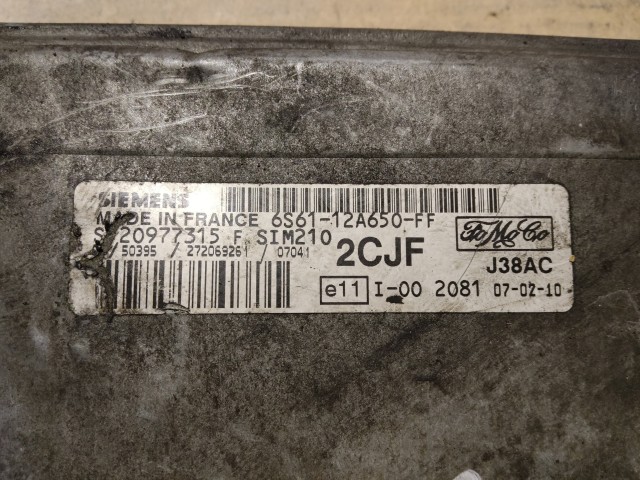 SIEMENS
MADE IN FRANCE 6S61-12A650-FF
20977315 F SIM210
50395 / 272069261 / 07041
2CJF
FoMoCo
J38AC
e11 I-00 2081 07-02-10